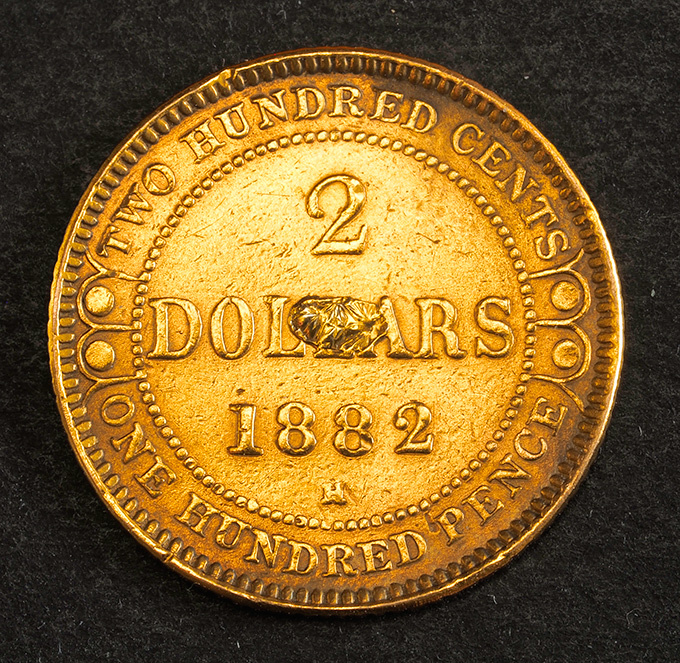 TWO HUNDRED CENTS
2
DOLLARS
1882
H
ONE HUNDRED PENCE